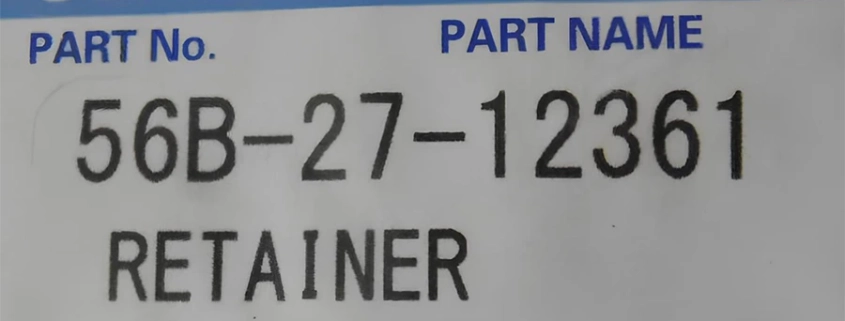 PART No. PART NAME
56B-27-12361
RETAINER